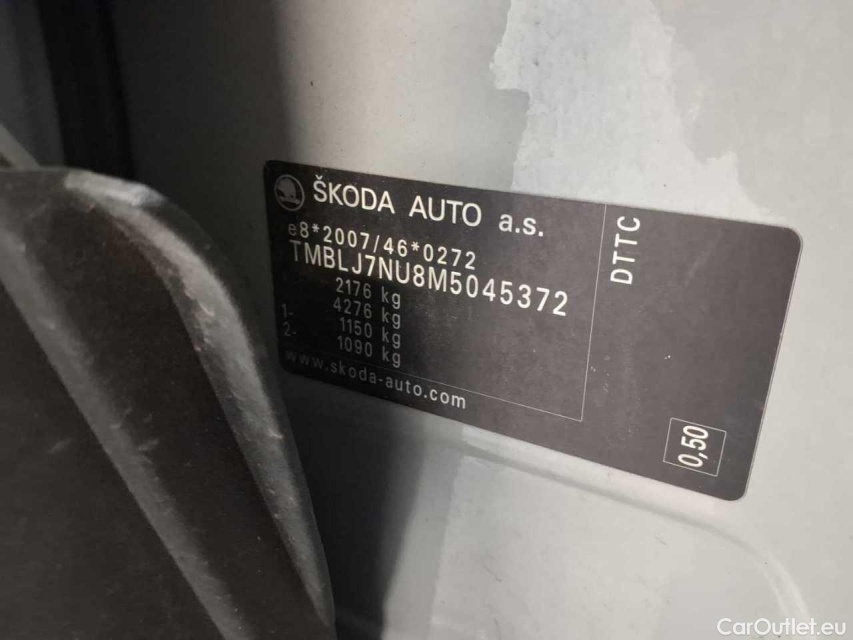 ŠKODA AUTO a.s.
e8*2007/46*0272
TMBLJ7NU8M5045372
2176 kg
1- 4276 kg
2- 1150 kg
1090 kg
www.skoda-auto.com
DTTC
0,50
CarOutlet.eu